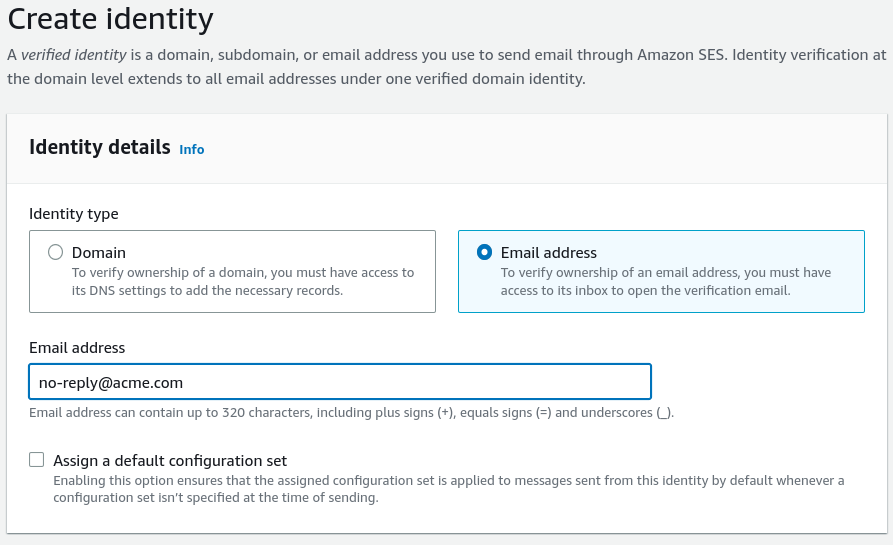 Create identity
A verified identity is a domain, subdomain, or email address you use to send email through Amazon SES. Identity verification at
the domain level extends to all email addresses under one verified domain identity.
Identity details Info
Identity type
Domain
To verify ownership of a domain, you must have access to
its DNS settings to add the necessary records.
Email address
To verify ownership of an email address, you must have
access to its inbox to open the verification email.
Email address
no-reply@acme.com
Email address can contain up to 320 characters, including plus signs (+), equals signs (=) and underscores (_).
Assign a default configuration set
Enabling this option ensures that the assigned configuration set is applied to messages sent from this identity by default whenever a
configuration set isn't specified at the time of sending.